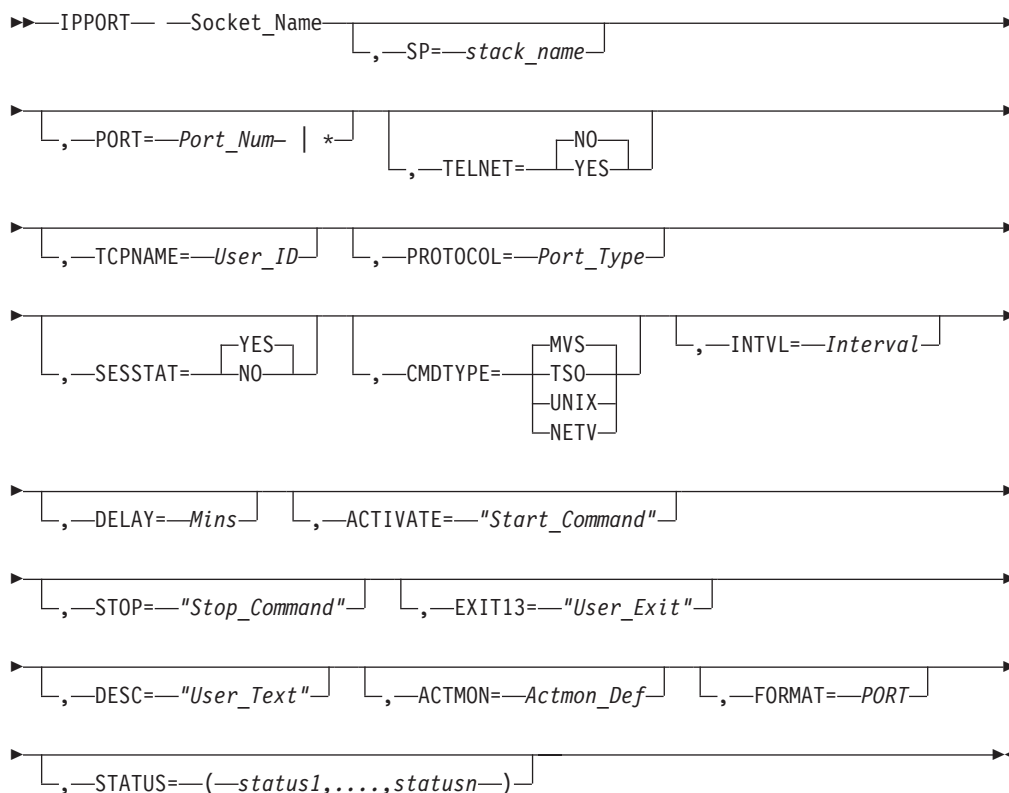 IPPORT Socket_Name
, SP= stack_name
, PORT= Port_Num | *
NO
, TELNET= YES
, TCPNAME= User_ID , PROTOCOL= Port_Type
YES MVS
, SESSTAT= NO , CMDTYPE= TSO , INTVL= Interval
UNIX
NETV
, DELAY= Mins , ACTIVATE= "Start_Command"
, STOP= "Stop_Command" , EXIT13= "User_Exit"
, DESC= "User_Text" , ACTMON= Actmon_Def , FORMAT= PORT
, STATUS= ( status1,....,statusn )